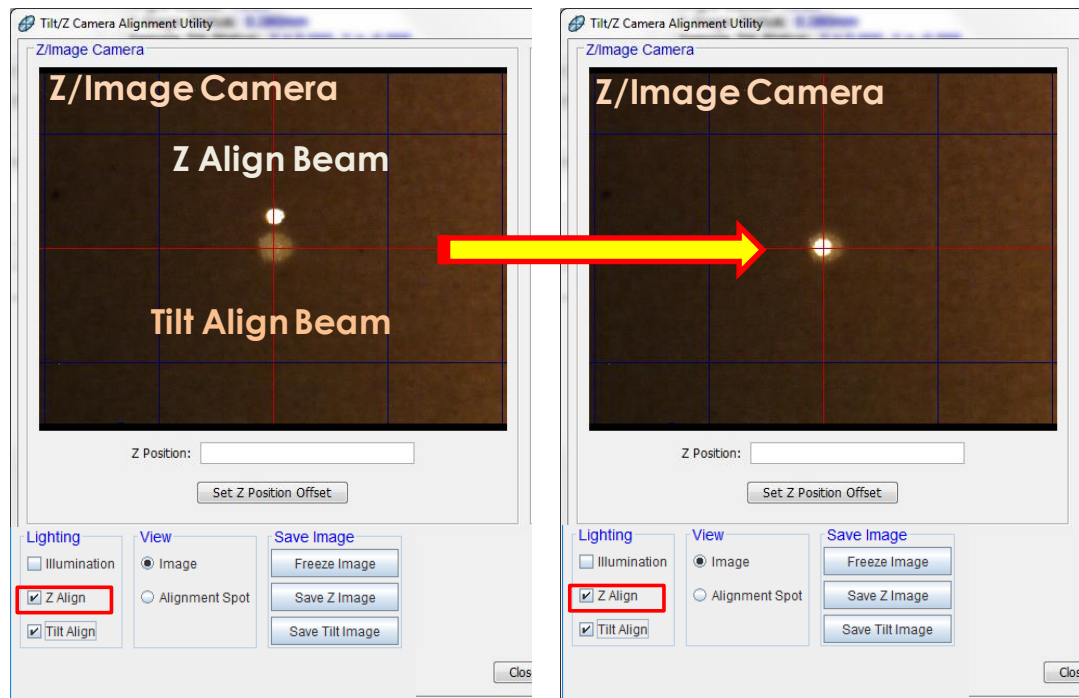 Tilt/Z Camera Alignment Utility
Z/Image Camera
Z/Image Camera
Z Align Beam
Tilt Align Beam
Z Position:
Set Z Position Offset
Lighting
Illumination
Z Align
Tilt Align
View
Image
Alignment Spot
Save Image
Freeze Image
Save Z Image
Save Tilt Image
Clos
Tilt/Z Camera Alignment Utility
Z/Image Camera
Z/Image Camera
Z Position:
Set Z Position Offset
Lighting
Illumination
Z Align
Tilt Align
View
Image
Alignment Spot
Save Image
Freeze Image
Save Z Image
Save Tilt Image
Clos